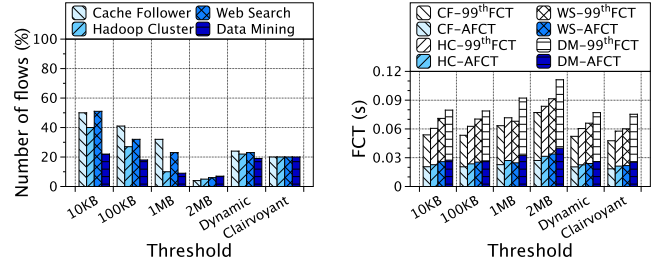 Cache Follower Web Search
Hadoop Cluster Data Mining
100
80
60
40
20
0
Number of flows (%)
10KB 100KB 1MB 2MB Dynamic Clairvoyant
Threshold
CF-99thFCT WS-99thFCT
CF-AFCT WS-AFCT
HC-99thFCT DM-99thFCT
HC-AFCT DM-AFCT
0.12
0.09
0.06
0.03
0
FCT (s)
10KB 100KB 1MB 2MB Dynamic Clairvoyant
Threshold